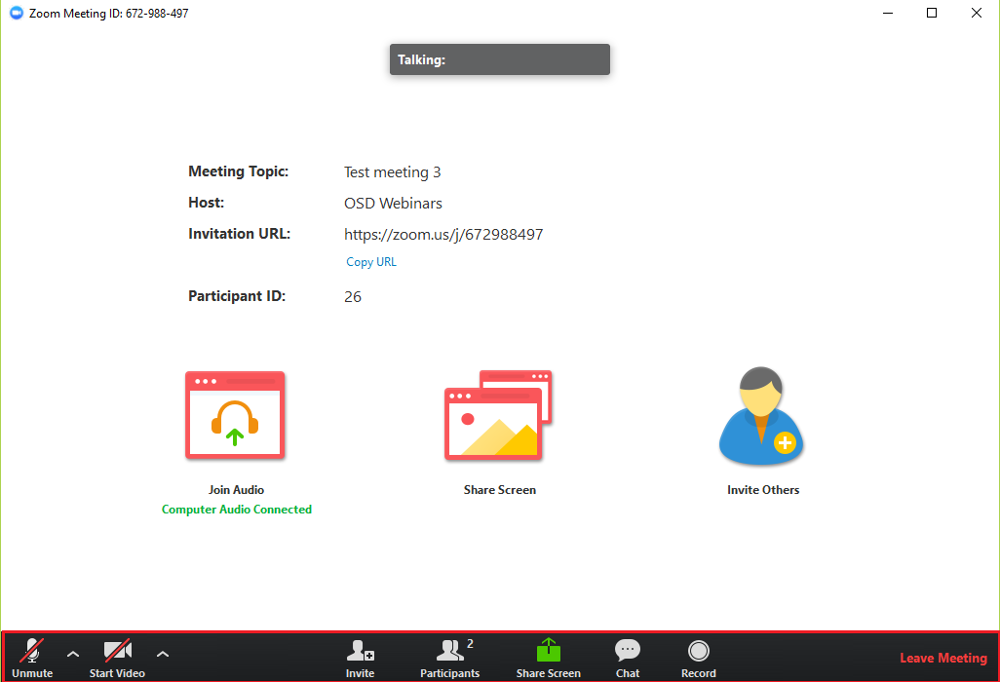 Zoom Meeting ID: 672-988-497
Talking:
Meeting Topic: Test meeting 3
Host: OSD Webinars
Invitation URL: https://zoom.us/j/672988497
Copy URL
Participant ID: 26
Join Audio
Computer Audio Connected
Share Screen
Invite Others
Unmute
Start Video
Invite
2
Participants
Share Screen
Chat
Record
Leave Meeting